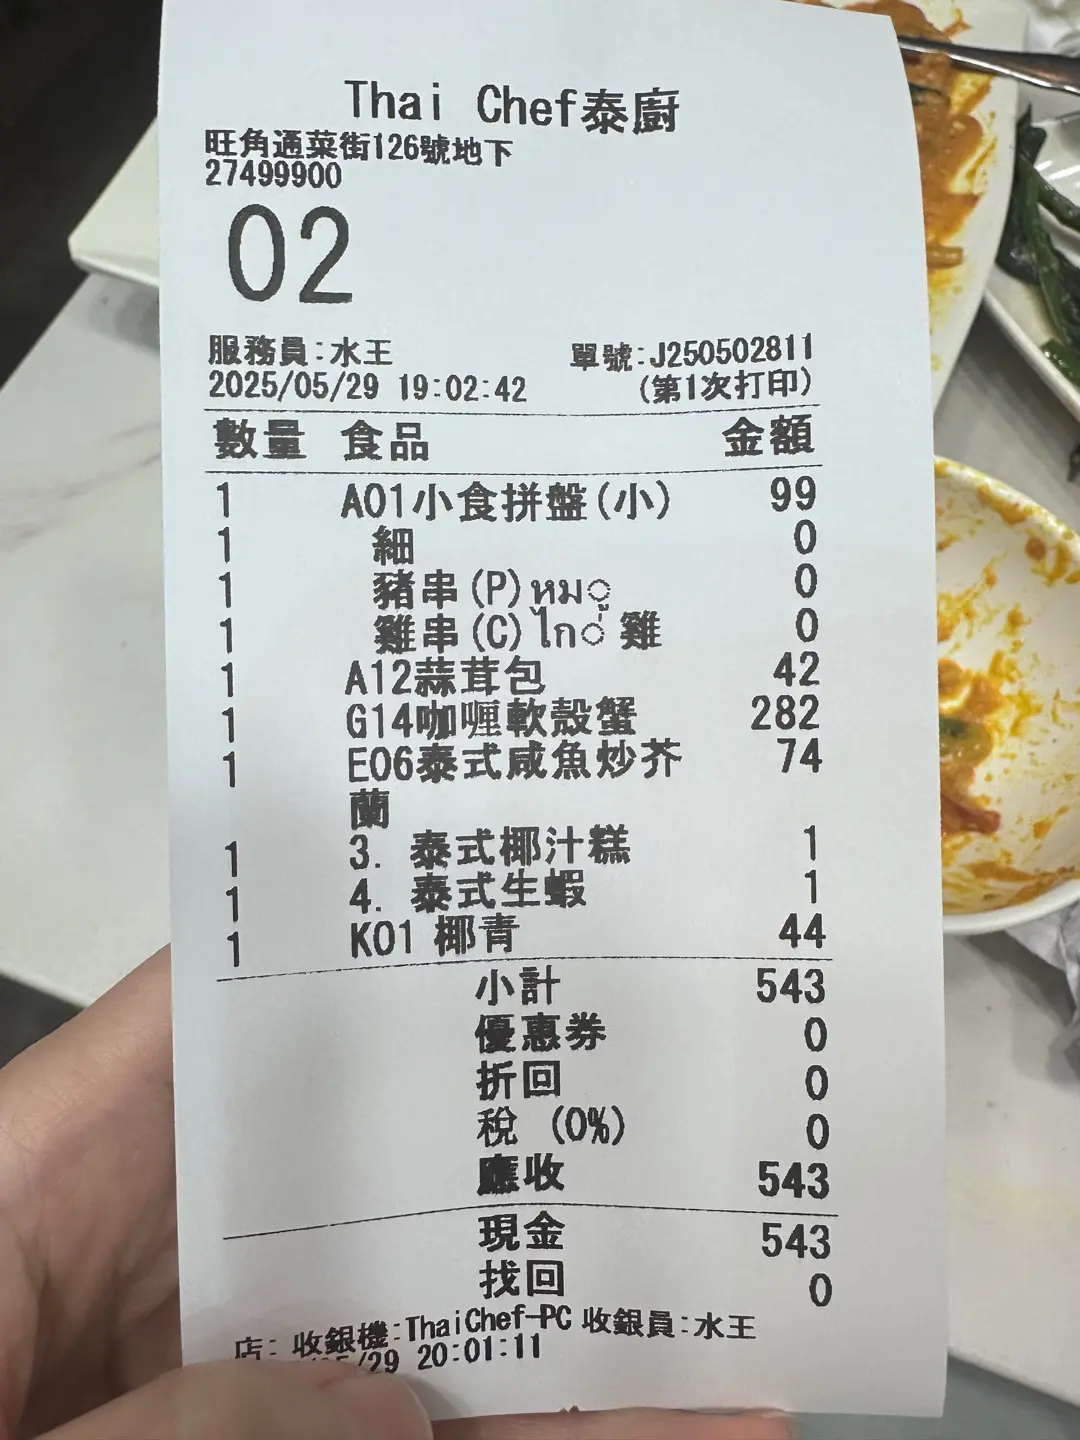 Thai Chef泰廚
旺角通菜街126號地下
27499900
02
服務員:水王 單號:J250502811
2025/05/29 19:02:42 (第1次打印)
數量 食品 金額
1 A01小食拼盤(小) 99
1 細 0
1 豬串(P)หมู 0
1 雞串(C)ไก่ 雞 0
1 A12蒜茸包 42
1 G14咖喱軟殼蟹 282
1 E06泰式咸魚炒芥 74
蘭
1 3. 泰式椰汁糕 1
1 4. 泰式生蝦 1
1 K01 椰青 44
小計 543
優惠券 0
折回 0
稅 (0%) 0
應收 543
現金 543
找回 0
店: 收銀機:ThaiChef-PC 收銀員:水王
/29 20:01:11